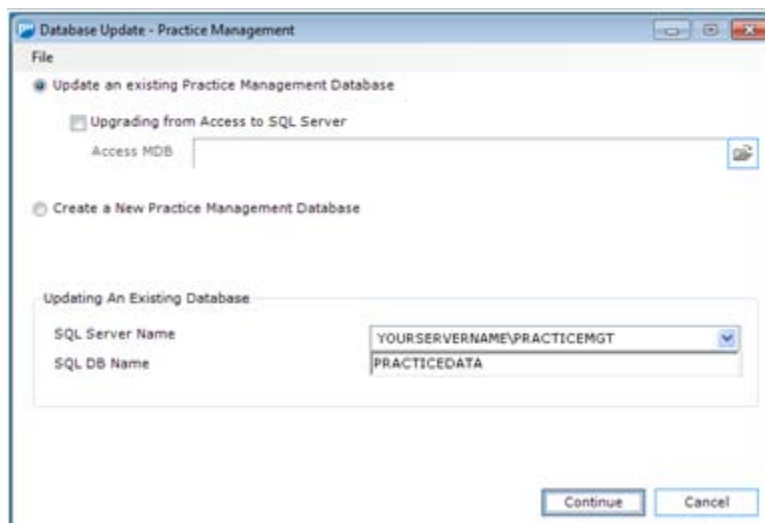 Database Update - Practice Management
File
Update an existing Practice Management Database
Upgrading from Access to SQL Server
Access MDB
Create a New Practice Management Database
Updating An Existing Database
SQL Server Name YOURSERVERNAME\PRACTICEMGT
SQL DB Name PRACTICEDATA
Continue Cancel